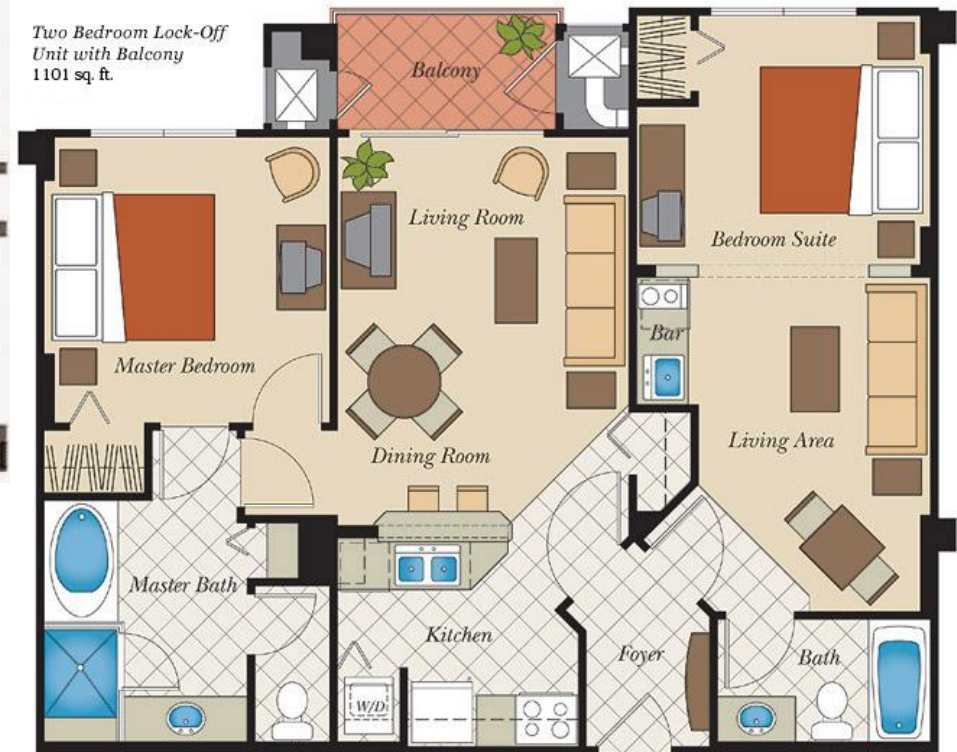 Two Bedroom Lock-Off
Unit with Balcony
1101 sq. ft.
Balcony
Living Room
Bedroom Suite
Bar
Master Bedroom
Living Area
Dining Room
Master Bath
Kitchen
Foyer
Bath
W/D